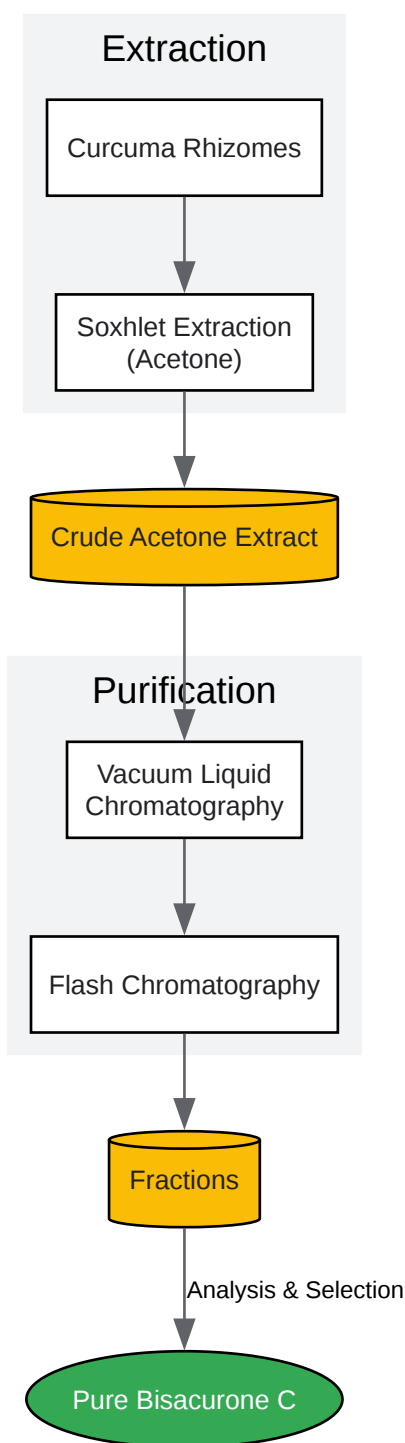 Extraction
Curcuma Rhizomes
Soxhlet Extraction
(Acetone)
Crude Acetone Extract
Purification
Vacuum Liquid
Chromatography
Flash Chromatography
Fractions
Analysis & Selection
Pure Bisacurone C